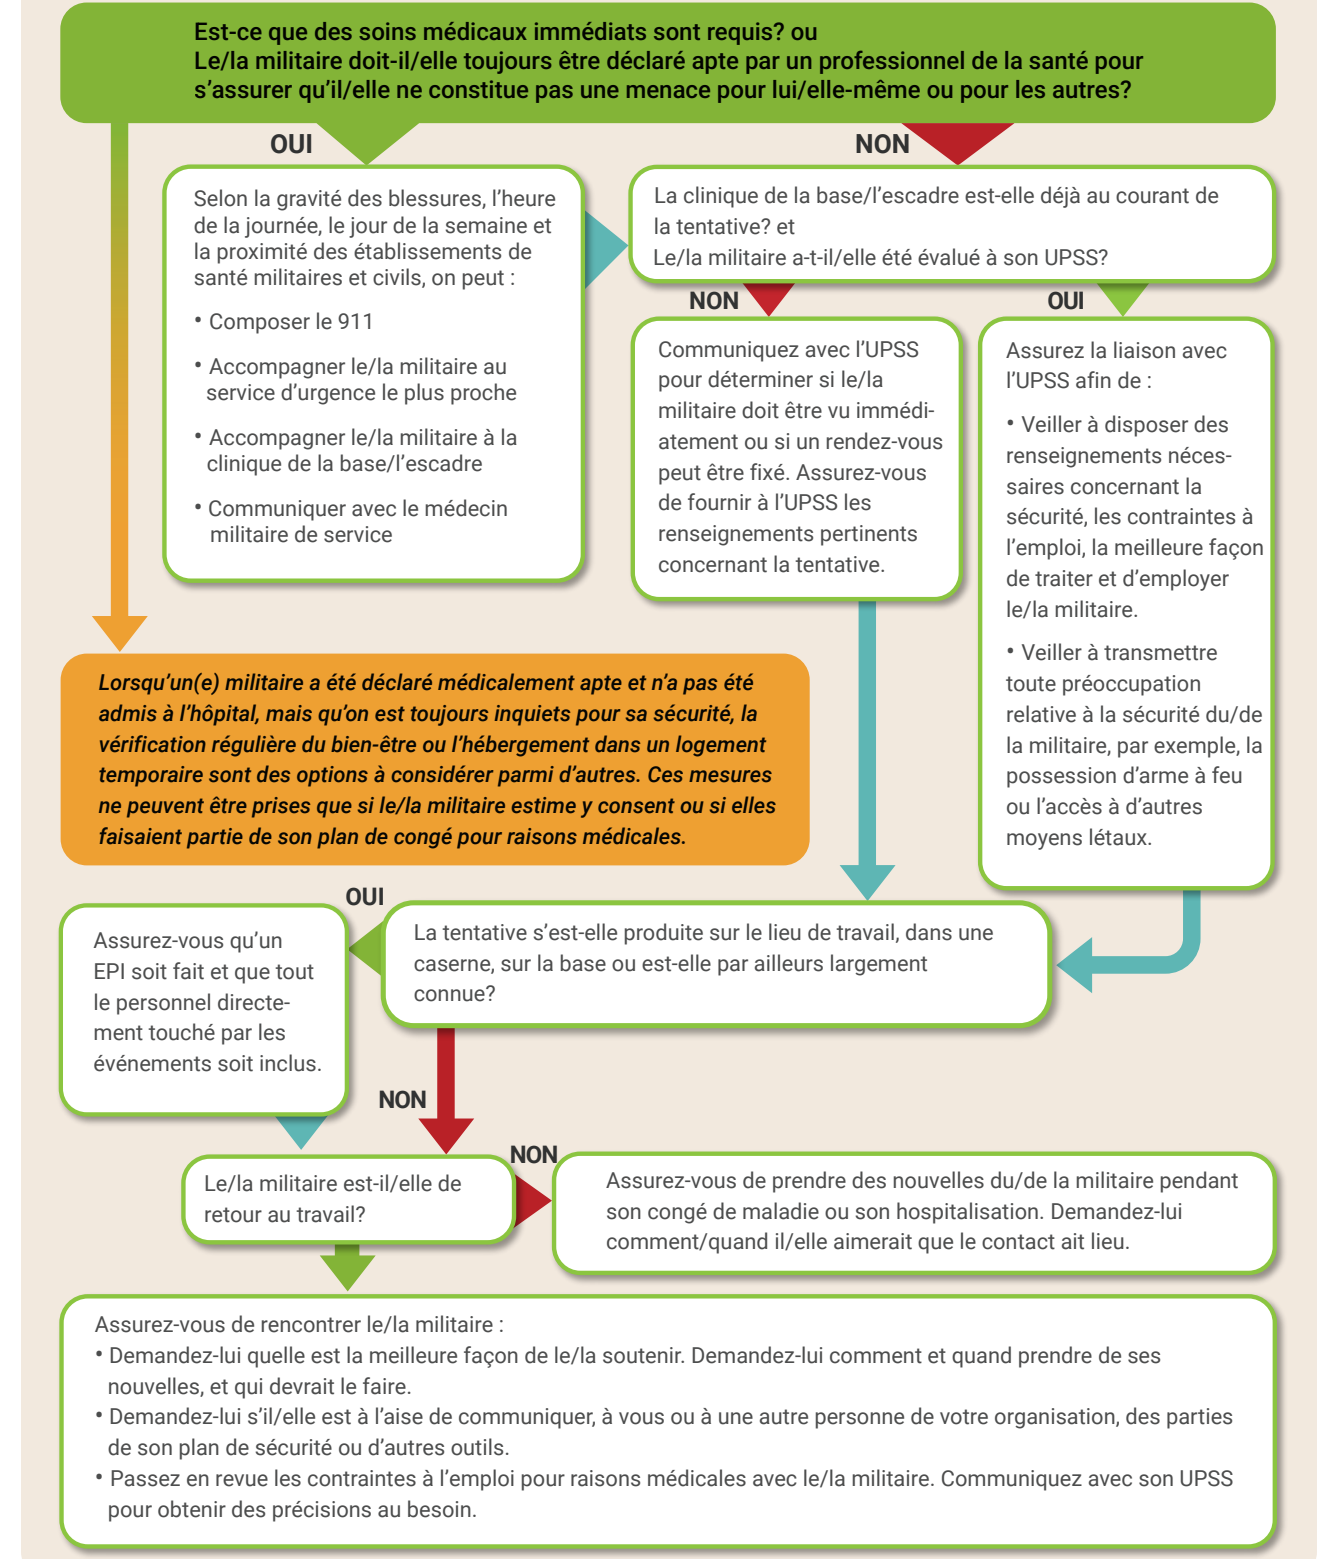 Est-ce que des soins médicaux immédiats sont requis? ou
Le/la militaire doit-il/elle toujours être déclaré apte par un professionnel de la santé pour
s’assurer qu’il/elle ne constitue pas une menace pour lui/elle-même ou pour les autres?
OUI
Selon la gravité des blessures, l’heure
de la journée, le jour de la semaine et
la proximité des établissements de
santé militaires et civils, on peut :
• Composer le 911
• Accompagner le/la militaire au
service d’urgence le plus proche
• Accompagner le/la militaire à la
clinique de la base/l’escadre
• Communiquer avec le médecin
militaire de service
NON
La clinique de la base/l’escadre est-elle déjà au courant de
la tentative? et
Le/la militaire a-t-il/elle été évalué à son UPSS?
NON
Communiquez avec l’UPSS
pour déterminer si le/la
militaire doit être vu immédi-
atement ou si un rendez-vous
peut être fixé. Assurez-vous
de fournir à l’UPSS les
renseignements pertinents
concernant la tentative.
OUI
Assurez la liaison avec
l’UPSS afin de :
• Veiller à disposer des
renseignements néces-
saires concernant la
sécurité, les contraintes à
l’emploi, la meilleure façon
de traiter et d’employer
le/la militaire.
• Veiller à transmettre
toute préoccupation
relative à la sécurité du/de
la militaire, par exemple, la
possession d’arme à feu
ou l’accès à d’autres
moyens létaux.
Lorsqu’un(e) militaire a été déclaré médicalement apte et n’a pas été
admis à l’hôpital, mais qu’on est toujours inquiets pour sa sécurité, la
vérification régulière du bien-être ou l’hébergement dans un logement
temporaire sont des options à considérer parmi d’autres. Ces mesures
ne peuvent être prises que si le/la militaire estime y consent ou si elles
faisaient partie de son plan de congé pour raisons médicales.
La tentative s’est-elle produite sur le lieu de travail, dans une
caserne, sur la base ou est-elle par ailleurs largement
connue?
OUI
Assurez-vous qu’un
EPI soit fait et que tout
le personnel directe-
ment touché par les
événements soit inclus.
NON
Le/la militaire est-il/elle de
retour au travail?
NON
Assurez-vous de prendre des nouvelles du/de la militaire pendant
son congé de maladie ou son hospitalisation. Demandez-lui
comment/quand il/elle aimerait que le contact ait lieu.
Assurez-vous de rencontrer le/la militaire :
• Demandez-lui quelle est la meilleure façon de le/la soutenir. Demandez-lui comment et quand prendre de ses
nouvelles, et qui devrait le faire.
• Demandez-lui s’il/elle est à l’aise de communiquer, à vous ou à une autre personne de votre organisation, des parties
de son plan de sécurité ou d’autres outils.
• Passez en revue les contraintes à l’emploi pour raisons médicales avec le/la militaire. Communiquez avec son UPSS
pour obtenir des précisions au besoin.